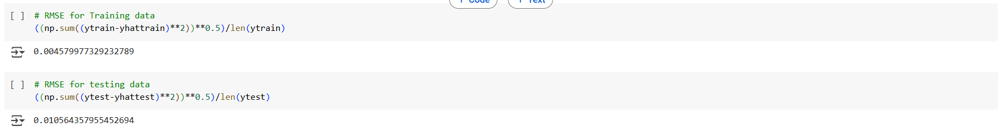 + Code + Text
[ ] # RMSE for Training data
((np.sum((ytrain-yhattrain)**2))**0.5)/len(ytrain)
0.004579977329232789
[ ] # RMSE for testing data
((np.sum((ytest-yhattest)**2))**0.5)/len(ytest)
0.010564357955452694